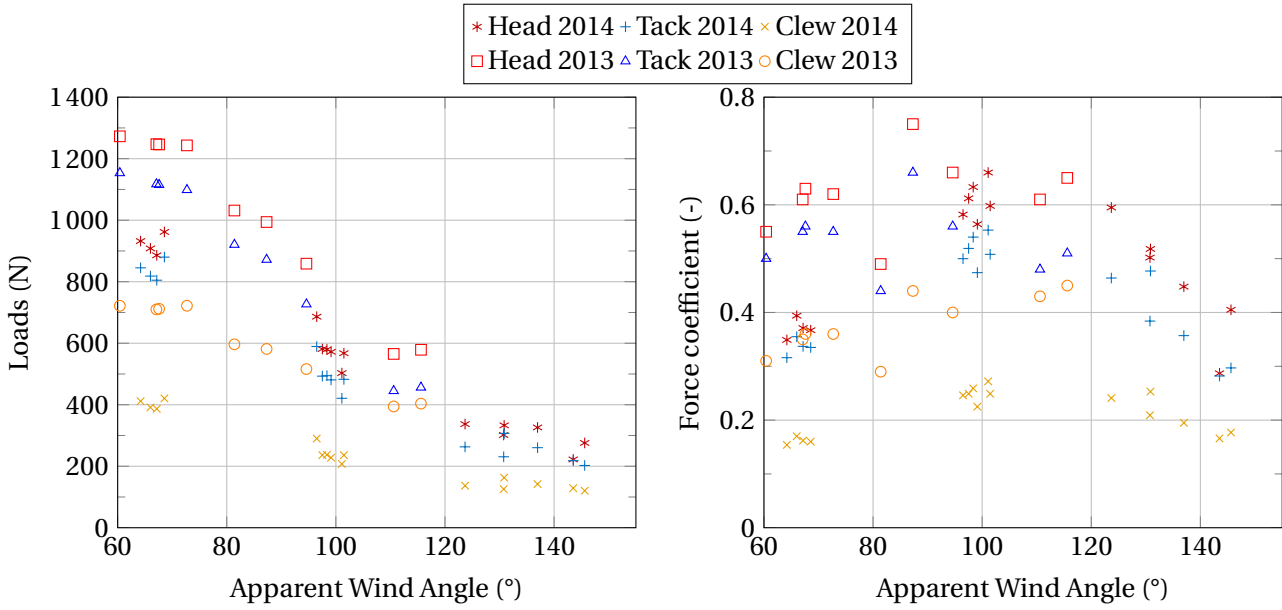 Head 2014 Tack 2014 Clew 2014
Head 2013 Tack 2013 Clew 2013
1 400
1 200
1 000
800
600
400
200
0
60 80 100 120 140
Loads (N)
Apparent Wind Angle (°)
0.8
0.6
0.4
0.2
0
60 80 100 120 140
Force coefficient (-)
Apparent Wind Angle (°)